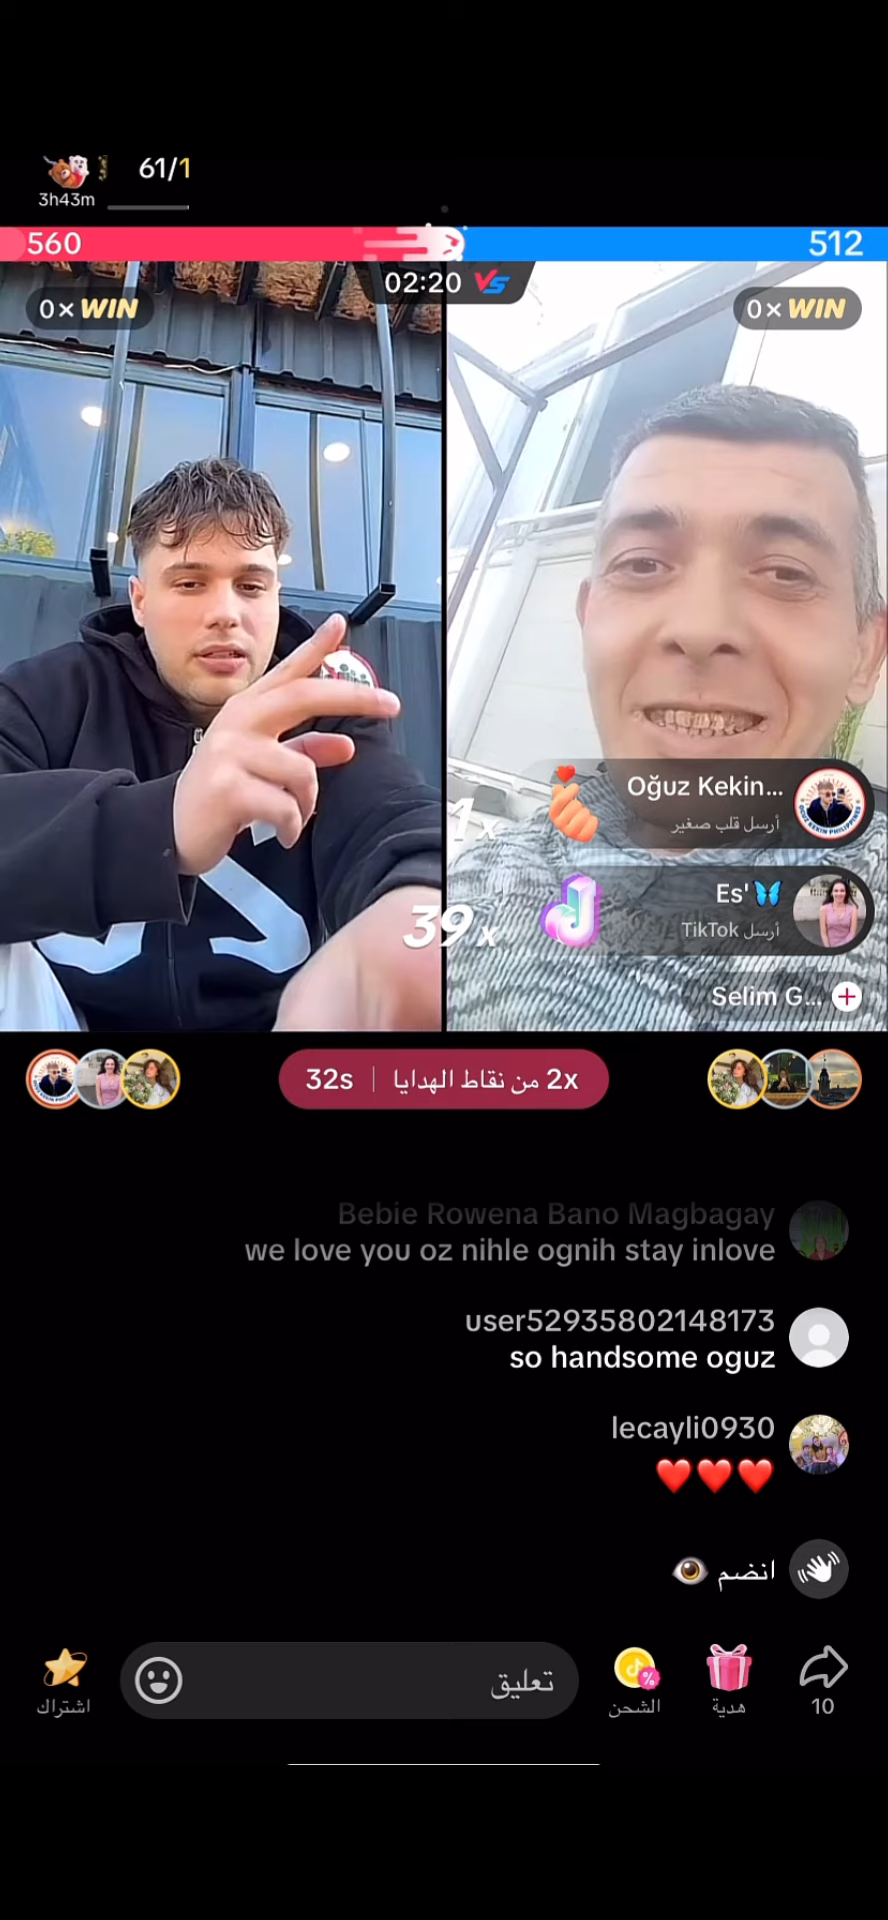 61/1
3h43m
560
512
02:20 VS
0× WIN
0× WIN
1x
Oğuz Kekin...
أرسل قلب صغير
39x
Es'🦋
أرسل TikTok
Selim G... +
2x من نقاط الهدايا | 32s
Bebie Rowena Bano Magbagay
we love you oz nihle ognih stay inlove
user52935802148173
so handsome oguz
lecayli0930
❤️❤️❤️
انضم 👁️
تعليق
اشتراك
الشحن
هدية
10